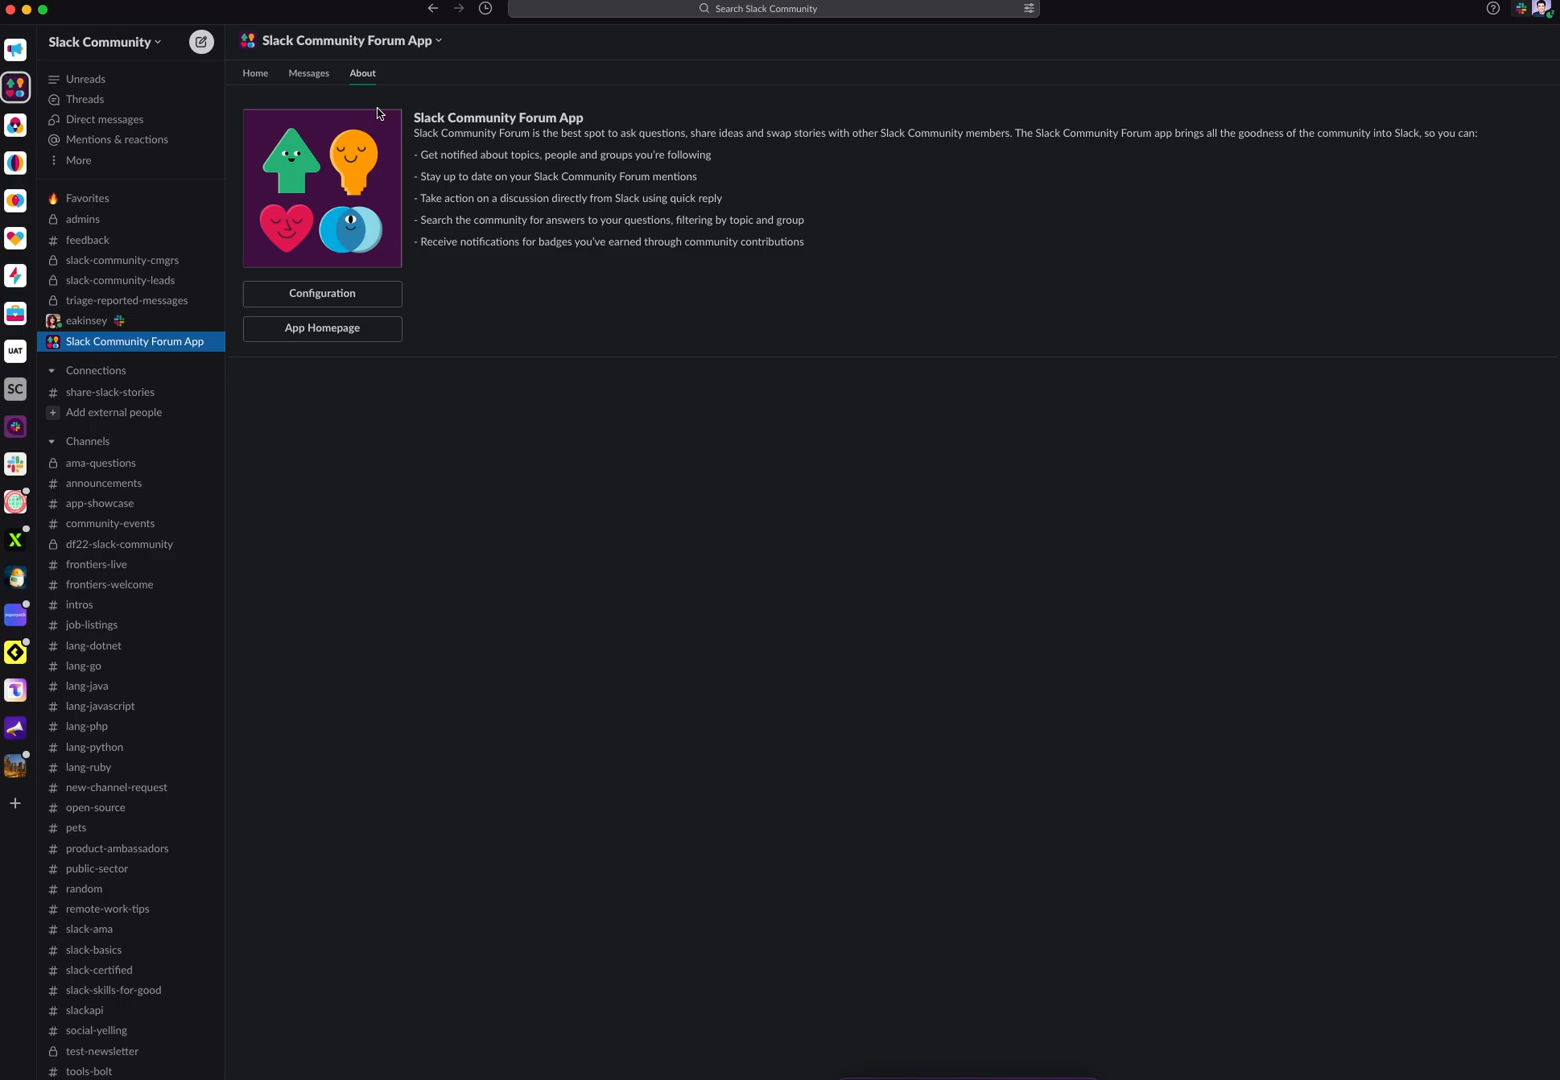 Search Slack Community
Slack Community
Slack Community Forum App
Home Messages About
Unreads
Threads
Direct messages
Mentions & reactions
More
Favorites
admins
# feedback
slack-community-cmgrs
slack-community-leads
triage-reported-messages
eakinsey
Slack Community Forum App
Connections
# share-slack-stories
+ Add external people
Channels
ama-questions
# announcements
# app-showcase
# community-events
df22-slack-community
# frontiers-live
# frontiers-welcome
# intros
# job-listings
# lang-dotnet
# lang-go
# lang-java
# lang-javascript
# lang-php
# lang-python
# lang-ruby
# new-channel-request
# open-source
# pets
# product-ambassadors
# public-sector
# random
# remote-work-tips
# slack-ama
# slack-basics
# slack-certified
# slack-skills-for-good
# slackapi
# social-yelling
test-newsletter
# tools-bolt
UAT
SC
Slack Community Forum App
Slack Community Forum is the best spot to ask questions, share ideas and swap stories with other Slack Community members. The Slack Community Forum app brings all the goodness of the community into Slack, so you can:
- Get notified about topics, people and groups you're following
- Stay up to date on your Slack Community Forum mentions
- Take action on a discussion directly from Slack using quick reply
- Search the community for answers to your questions, filtering by topic and group
- Receive notifications for badges you've earned through community contributions
Configuration
App Homepage